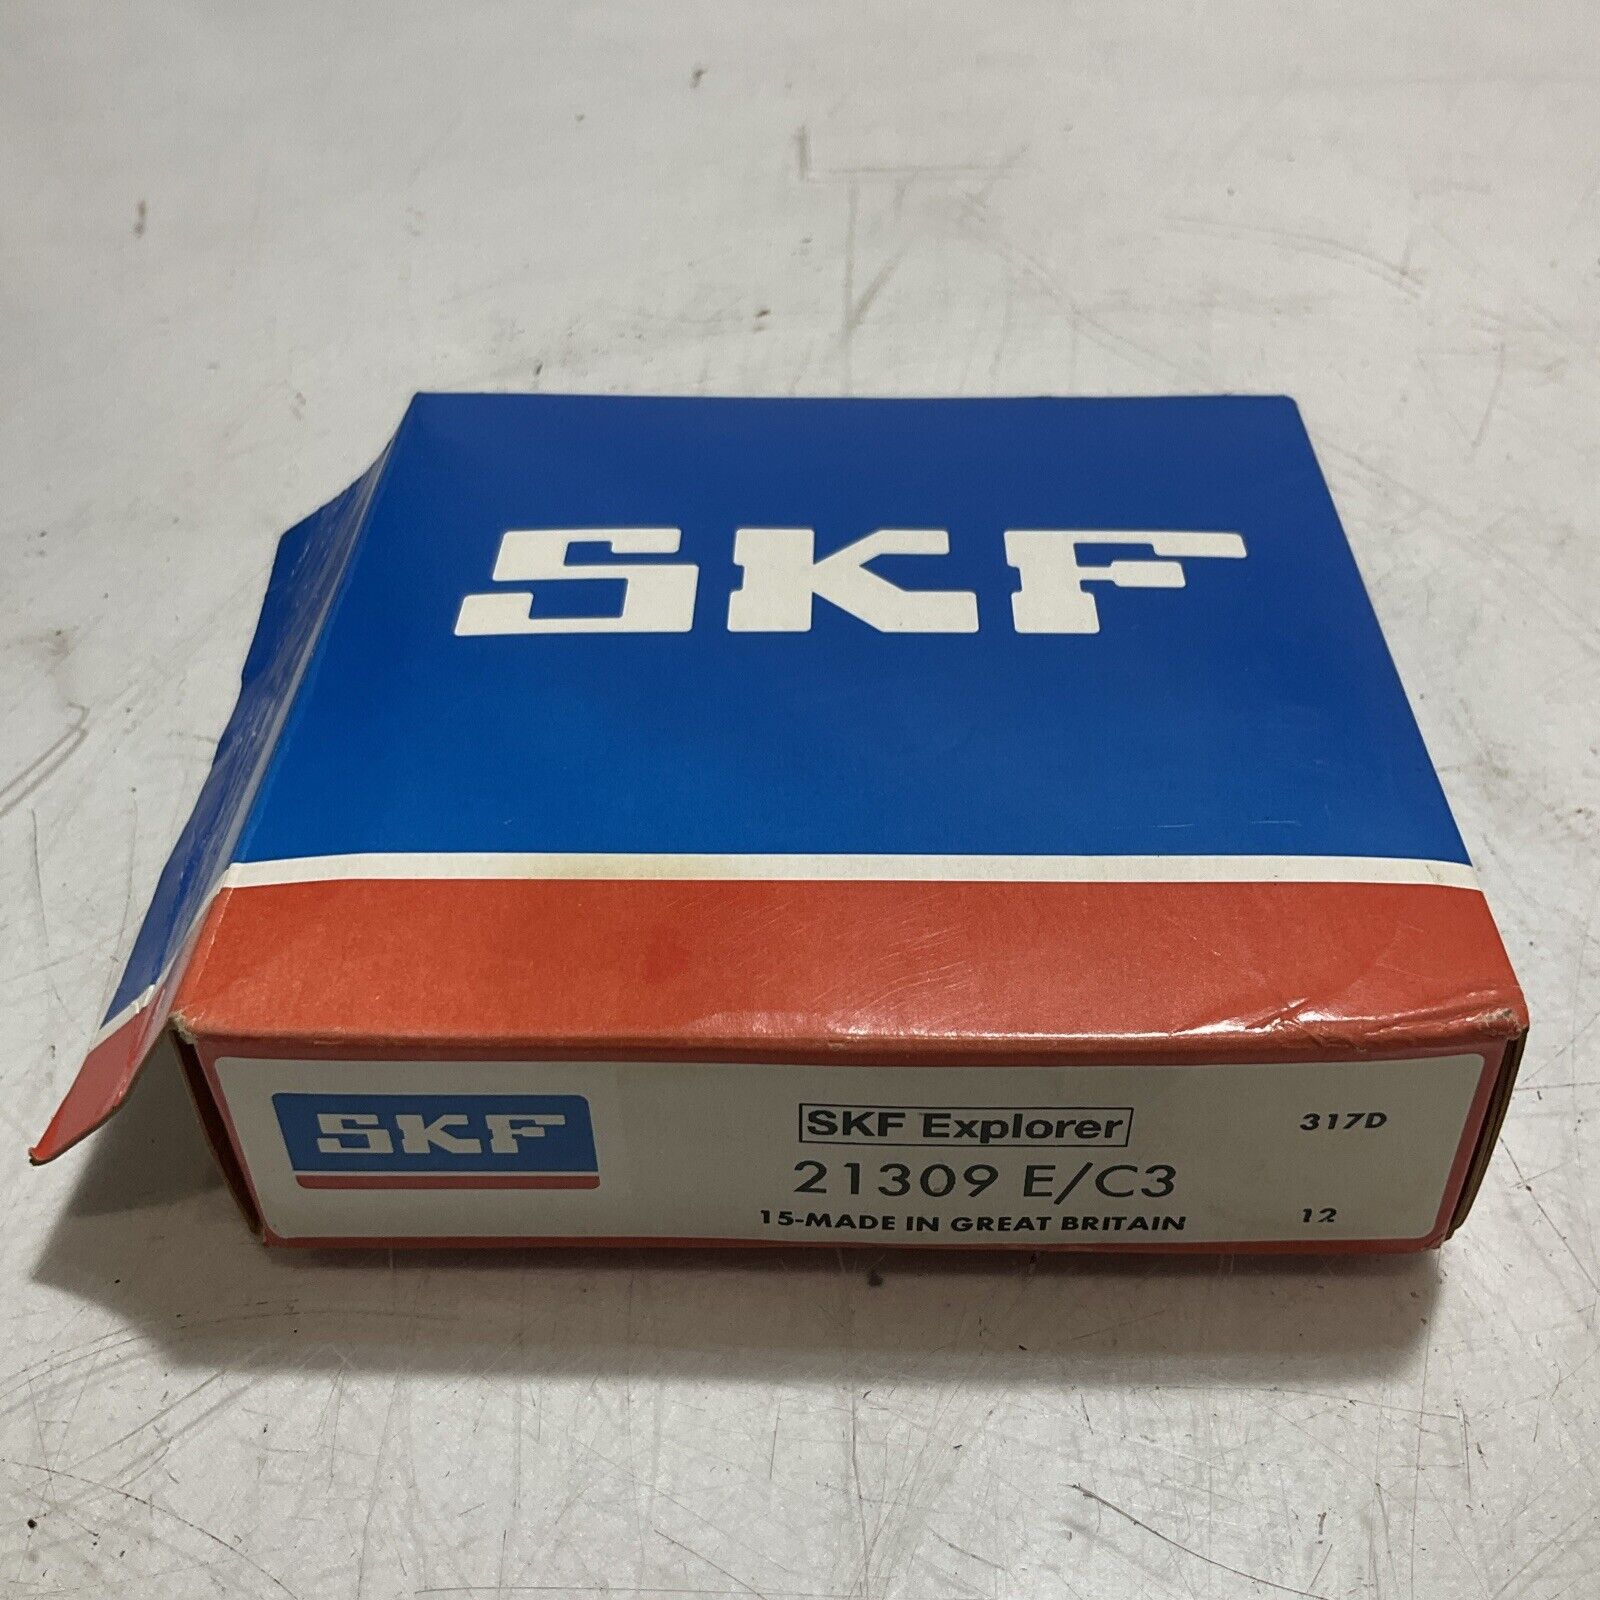 SKF
SKF
SKF Explorer
317D
21309 E/C3
15-MADE IN GREAT BRITAIN
12